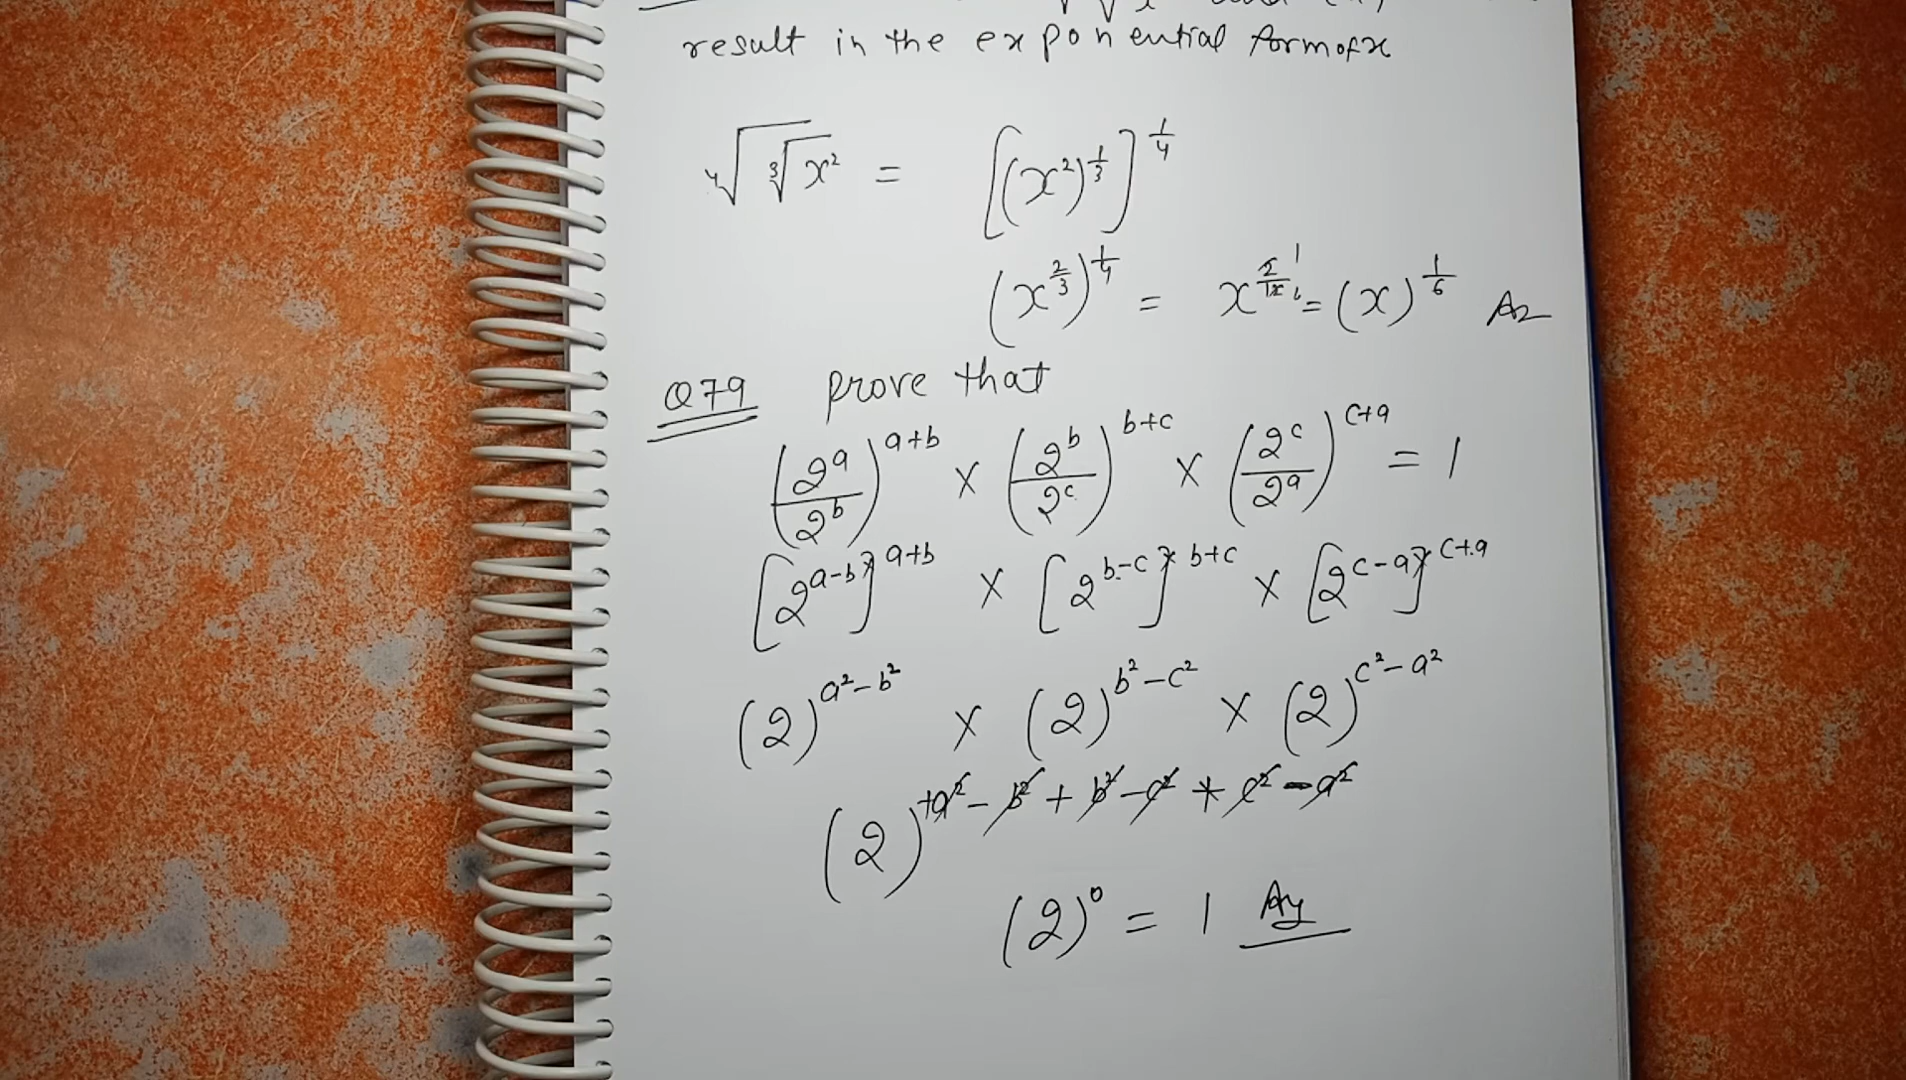 result in the exponential form of x
⁴√ ³√x² = [(x²)^1/3]^1/4
(x^2/3)^1/4 = x^2/12 = (x)^1/6
Q79 prove that
(2^a/2^b)^a+b × (2^b/2^c)^b+c × (2^c/2^a)^c+a = 1
[2^a-b]^a+b × [2^b-c]^b+c × [2^c-a]^c+a
(2)^a²-b² × (2)^b²-c² × (2)^c²-a²
(2)^+a²-b²+b²-c²+c²-a²
(2)^0 = 1